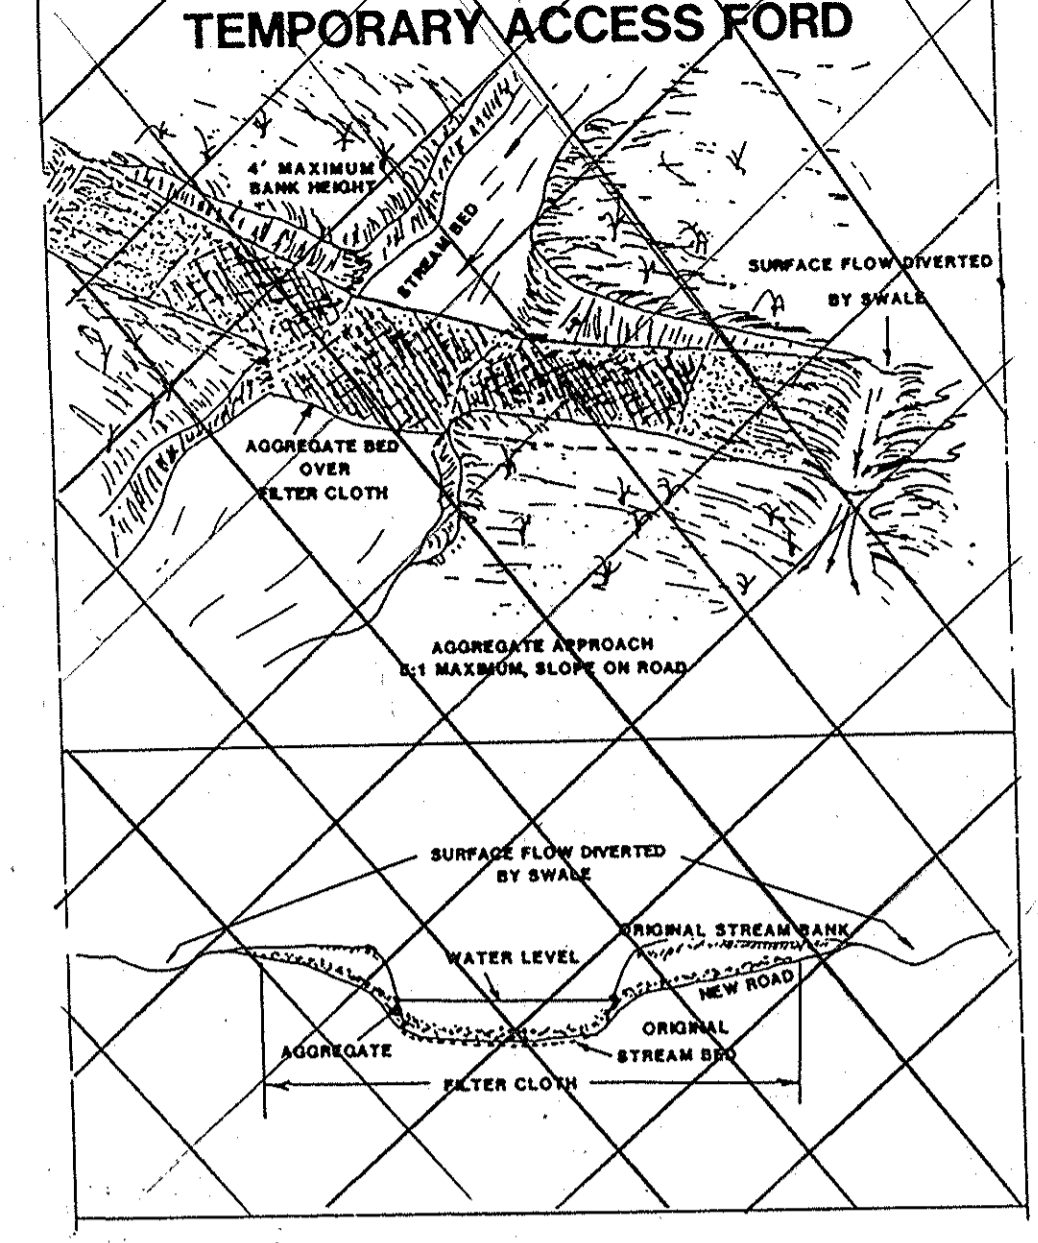 TEMPORARY ACCESS FORD
4' MAXIMUM
BANK HEIGHT
STREAM BED
SURFACE FLOW DIVERTED
BY SWALE
AGGREGATE BED
OVER
FILTER CLOTH
AGGREGATE APPROACH
5:1 MAXIMUM, SLOPE ON ROAD
SURFACE FLOW DIVERTED
BY SWALE
ORIGINAL STREAM BANK
WATER LEVEL
NEW ROAD
ORIGINAL
STREAM BED
AGGREGATE
FILTER CLOTH